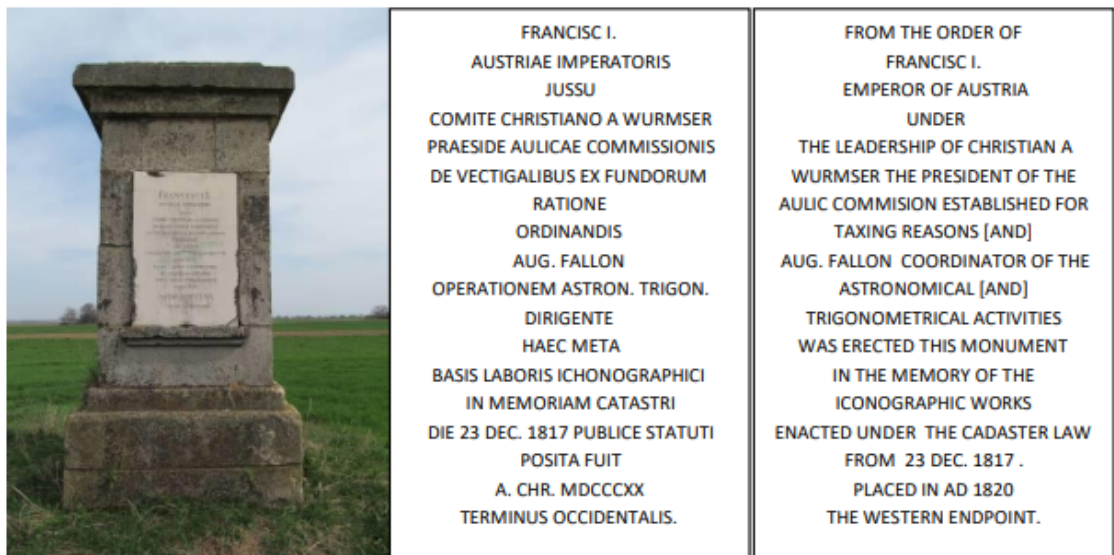 FRANCISC I.
AUSTRIAE IMPERATORIS
JUSSU
COMITE CHRISTIANO A WURMSER
PRAESIDE AULICAE COMMISSIONIS
DE VECTIGALIBUS EX FUNDORUM
RATIONE
ORDINANDIS
AUG. FALLON
OPERATIONEM ASTRON. TRIGON.
DIRIGENTE
HAEC META
BASIS LABORIS ICHONOGRAPHICI
IN MEMORIAM CATASTRI
DIE 23 DEC. 1817 PUBLICE STATUTI
POSITA FUIT
A. CHR. MDCCCXX
TERMINUS OCCIDENTALIS.
FROM THE ORDER OF
FRANCISC I.
EMPEROR OF AUSTRIA
UNDER
THE LEADERSHIP OF CHRISTIAN A
WURMSER THE PRESIDENT OF THE
AULIC COMMISION ESTABLISHED FOR
TAXING REASONS [AND]
AUG. FALLON COORDINATOR OF THE
ASTRONOMICAL [AND]
TRIGONOMETRICAL ACTIVITIES
WAS ERECTED THIS MONUMENT
IN THE MEMORY OF THE
ICONOGRAPHIC WORKS
ENACTED UNDER THE CADASTER LAW
FROM 23 DEC. 1817 .
PLACED IN AD 1820
THE WESTERN ENDPOINT.